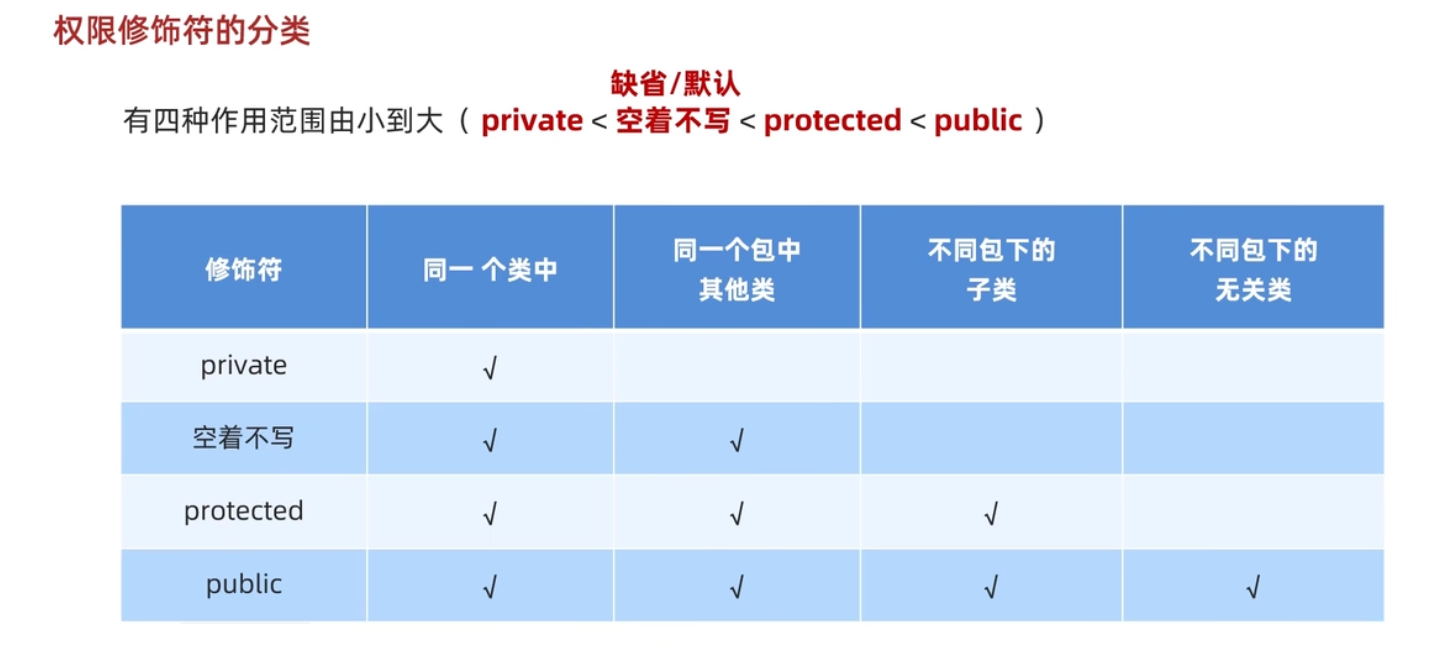 权限修饰符的分类
缺省/默认
有四种作用范围由小到大（ private < 空着不写 < protected < public ）
修饰符 同一 个类中 同一个包中 其他类 不同包下的 子类 不同包下的 无关类
private √
空着不写 √ √
protected √ √ √
public √ √ √ √